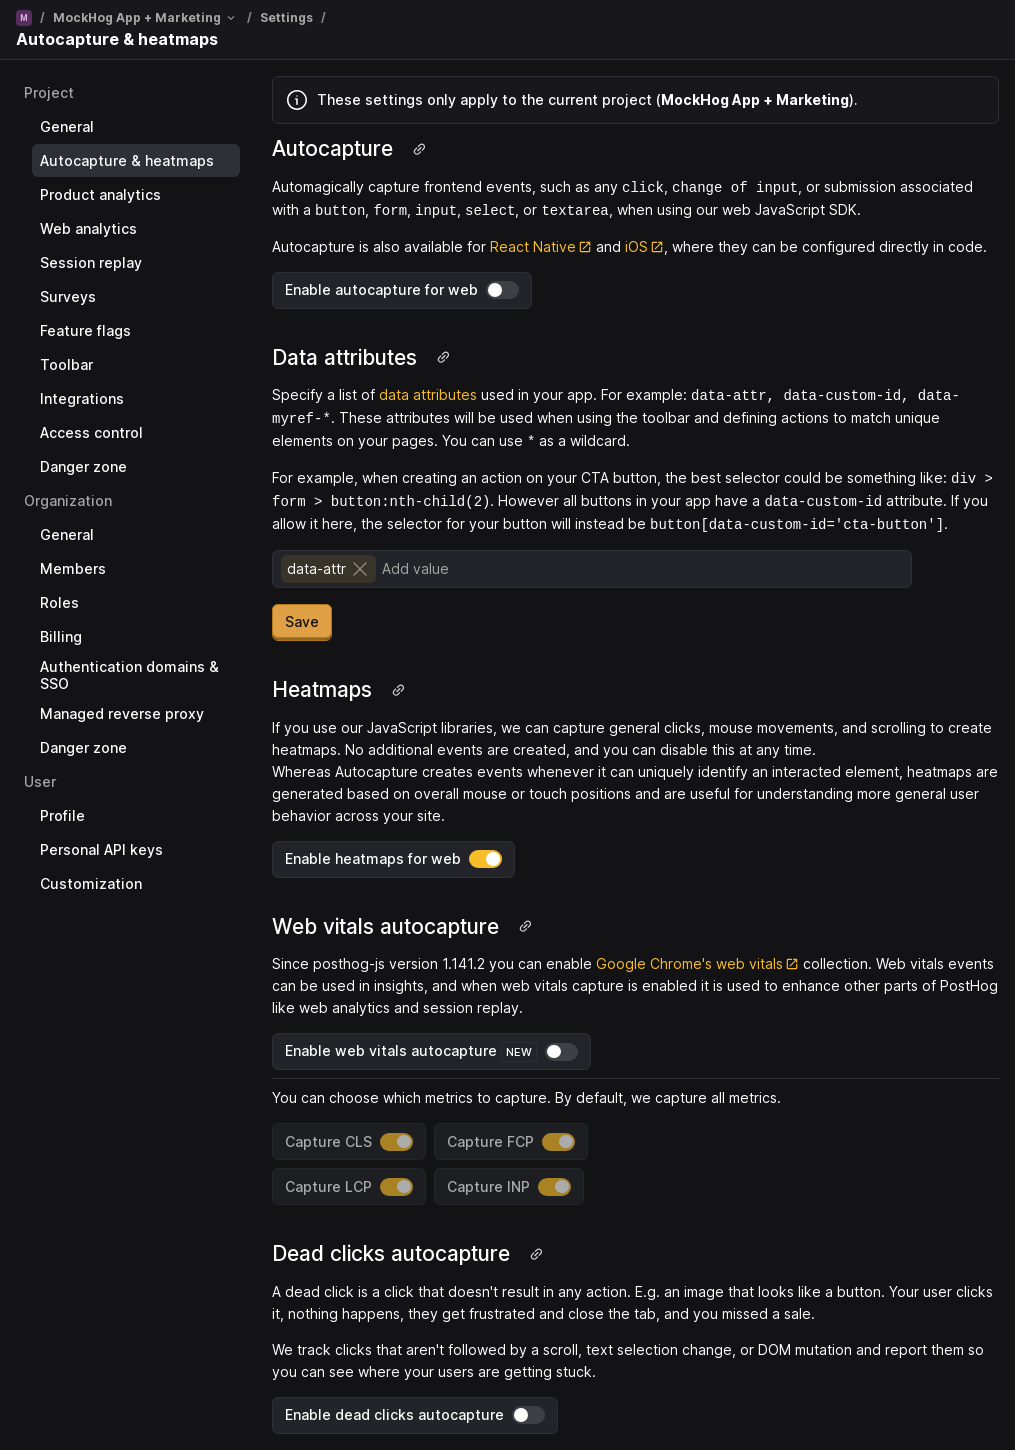 M / MockHog App + Marketing / Settings /
Autocapture & heatmaps
Project
General
Autocapture & heatmaps
Product analytics
Web analytics
Session replay
Surveys
Feature flags
Toolbar
Integrations
Access control
Danger zone
Organization
General
Members
Roles
Billing
Authentication domains &
SSO
Managed reverse proxy
Danger zone
User
Profile
Personal API keys
Customization
These settings only apply to the current project (MockHog App + Marketing).
Autocapture
Automagically capture frontend events, such as any click, change of input, or submission associated
with a button, form, input, select, or textarea, when using our web JavaScript SDK.
Autocapture is also available for React Native and iOS, where they can be configured directly in code.
Enable autocapture for web
Data attributes
Specify a list of data attributes used in your app. For example: data-attr, data-custom-id, data-
myref-*. These attributes will be used when using the toolbar and defining actions to match unique
elements on your pages. You can use * as a wildcard.
For example, when creating an action on your CTA button, the best selector could be something like: div >
form > button:nth-child(2). However all buttons in your app have a data-custom-id attribute. If you
allow it here, the selector for your button will instead be button[data-custom-id='cta-button'].
data-attr Add value
Save
Heatmaps
If you use our JavaScript libraries, we can capture general clicks, mouse movements, and scrolling to create
heatmaps. No additional events are created, and you can disable this at any time.
Whereas Autocapture creates events whenever it can uniquely identify an interacted element, heatmaps are
generated based on overall mouse or touch positions and are useful for understanding more general user
behavior across your site.
Enable heatmaps for web
Web vitals autocapture
Since posthog-js version 1.141.2 you can enable Google Chrome's web vitals collection. Web vitals events
can be used in insights, and when web vitals capture is enabled it is used to enhance other parts of PostHog
like web analytics and session replay.
Enable web vitals autocapture NEW
You can choose which metrics to capture. By default, we capture all metrics.
Capture CLS Capture FCP
Capture LCP Capture INP
Dead clicks autocapture
A dead click is a click that doesn't result in any action. E.g. an image that looks like a button. Your user clicks
it, nothing happens, they get frustrated and close the tab, and you missed a sale.
We track clicks that aren't followed by a scroll, text selection change, or DOM mutation and report them so
you can see where your users are getting stuck.
Enable dead clicks autocapture